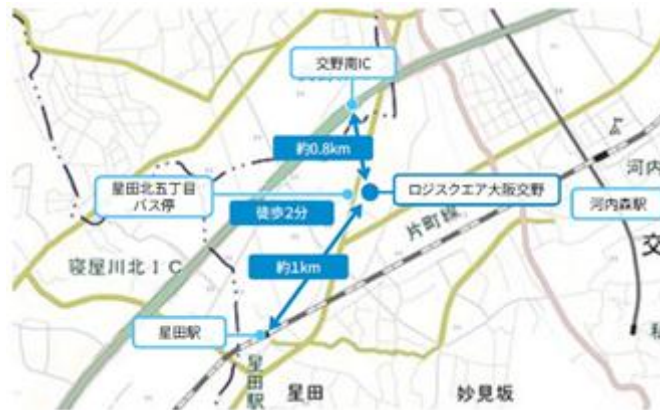 交野南IC
約0.8km
星田北五丁目
バス停
徒歩2分
ロジスクエア大阪交野
河内
河内森駅
片町線
交
寝屋川北IC
約1km
星田駅
星田駅
星田
妙見坂